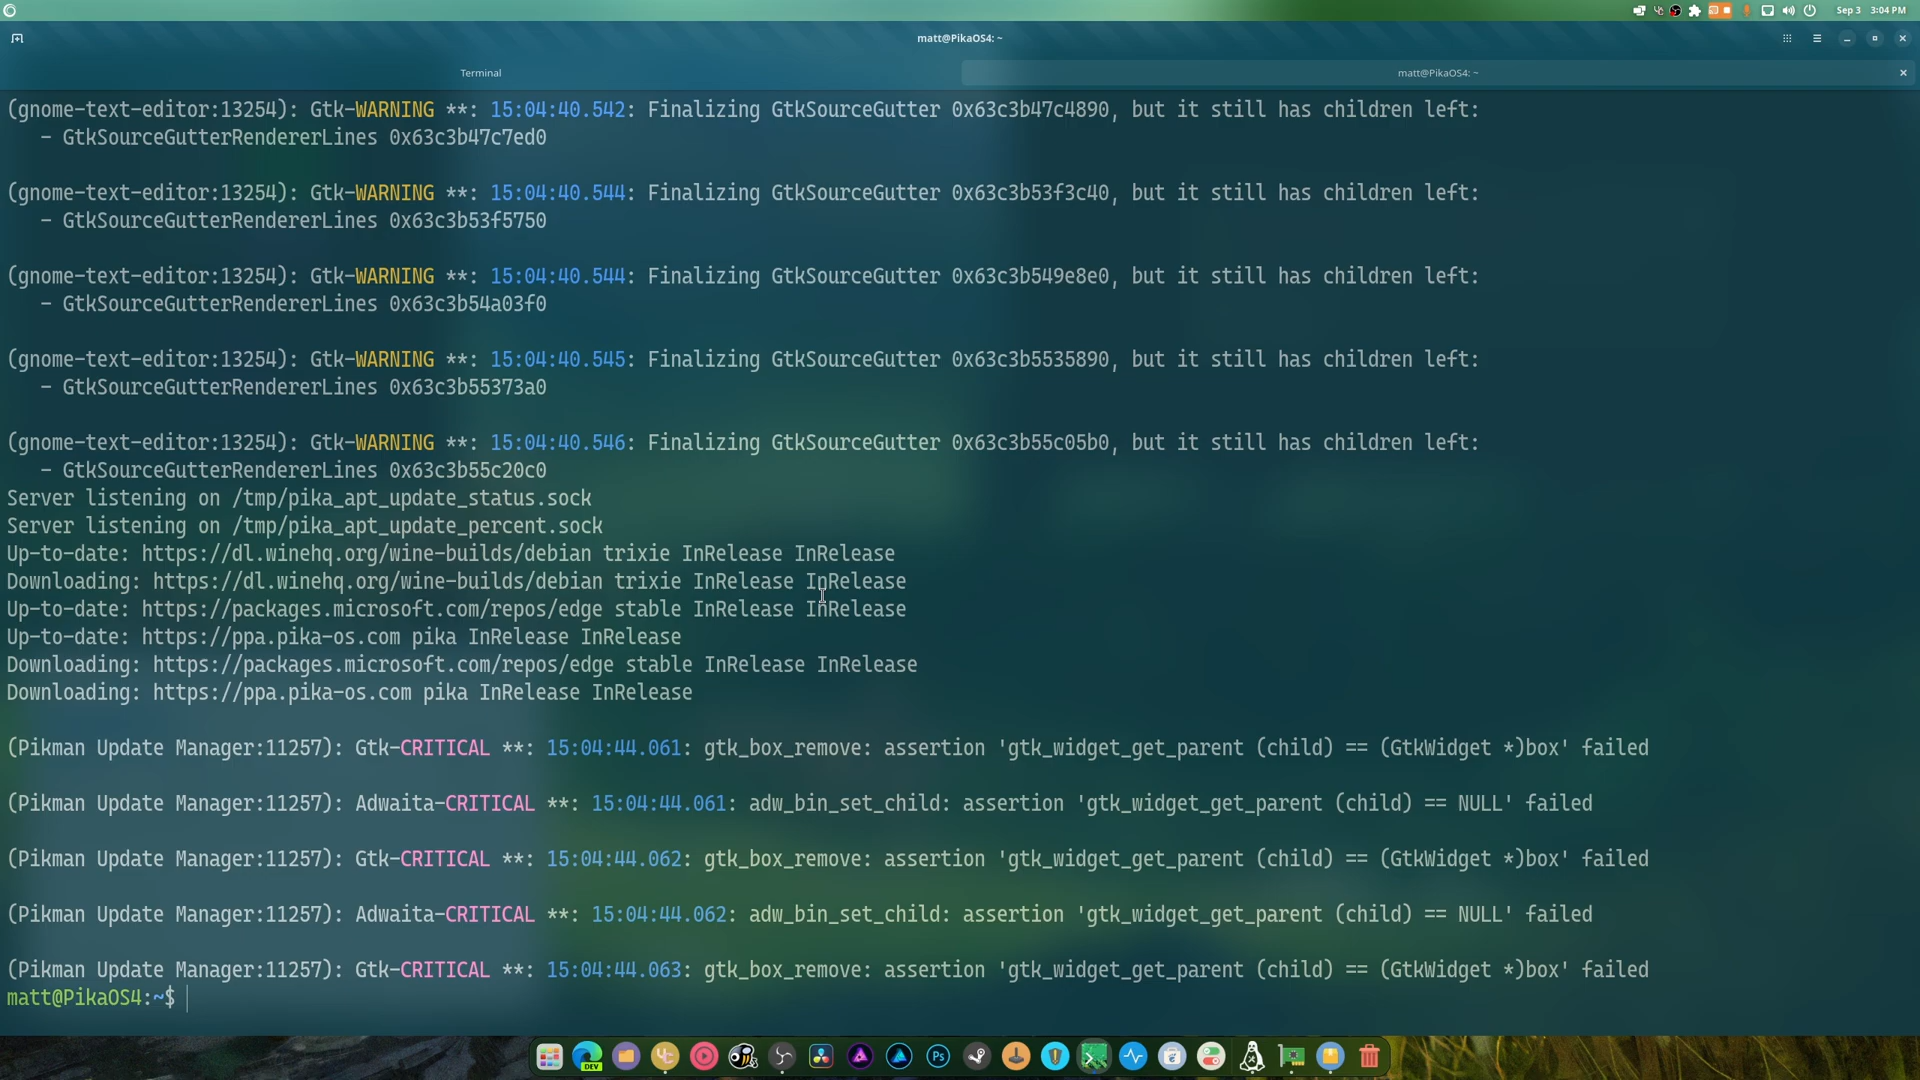 Sep 3 3:04 PM
matt@PikaOS4: ~
Terminal
matt@PikaOS4: ~
(gnome-text-editor:13254): Gtk-WARNING **: 15:04:40.542: Finalizing GtkSourceGutter 0x63c3b47c4890, but it still has children left:
- GtkSourceGutterRendererLines 0x63c3b47c7ed0
(gnome-text-editor:13254): Gtk-WARNING **: 15:04:40.544: Finalizing GtkSourceGutter 0x63c3b53f3c40, but it still has children left:
- GtkSourceGutterRendererLines 0x63c3b53f5750
(gnome-text-editor:13254): Gtk-WARNING **: 15:04:40.544: Finalizing GtkSourceGutter 0x63c3b549e8e0, but it still has children left:
- GtkSourceGutterRendererLines 0x63c3b54a03f0
(gnome-text-editor:13254): Gtk-WARNING **: 15:04:40.545: Finalizing GtkSourceGutter 0x63c3b5535890, but it still has children left:
- GtkSourceGutterRendererLines 0x63c3b55373a0
(gnome-text-editor:13254): Gtk-WARNING **: 15:04:40.546: Finalizing GtkSourceGutter 0x63c3b55c05b0, but it still has children left:
- GtkSourceGutterRendererLines 0x63c3b55c20c0
Server listening on /tmp/pika_apt_update_status.sock
Server listening on /tmp/pika_apt_update_percent.sock
Up-to-date: https://dl.winehq.org/wine-builds/debian trixie InRelease InRelease
Downloading: https://dl.winehq.org/wine-builds/debian trixie InRelease InRelease
Up-to-date: https://packages.microsoft.com/repos/edge stable InRelease InRelease
Up-to-date: https://ppa.pika-os.com pika InRelease InRelease
Downloading: https://packages.microsoft.com/repos/edge stable InRelease InRelease
Downloading: https://ppa.pika-os.com pika InRelease InRelease
(Pikman Update Manager:11257): Gtk-CRITICAL **: 15:04:44.061: gtk_box_remove: assertion 'gtk_widget_get_parent (child) == (GtkWidget *)box' failed
(Pikman Update Manager:11257): Adwaita-CRITICAL **: 15:04:44.061: adw_bin_set_child: assertion 'gtk_widget_get_parent (child) == NULL' failed
(Pikman Update Manager:11257): Gtk-CRITICAL **: 15:04:44.062: gtk_box_remove: assertion 'gtk_widget_get_parent (child) == (GtkWidget *)box' failed
(Pikman Update Manager:11257): Adwaita-CRITICAL **: 15:04:44.062: adw_bin_set_child: assertion 'gtk_widget_get_parent (child) == NULL' failed
(Pikman Update Manager:11257): Gtk-CRITICAL **: 15:04:44.063: gtk_box_remove: assertion 'gtk_widget_get_parent (child) == (GtkWidget *)box' failed
matt@PikaOS4:~$
DEV
Ps